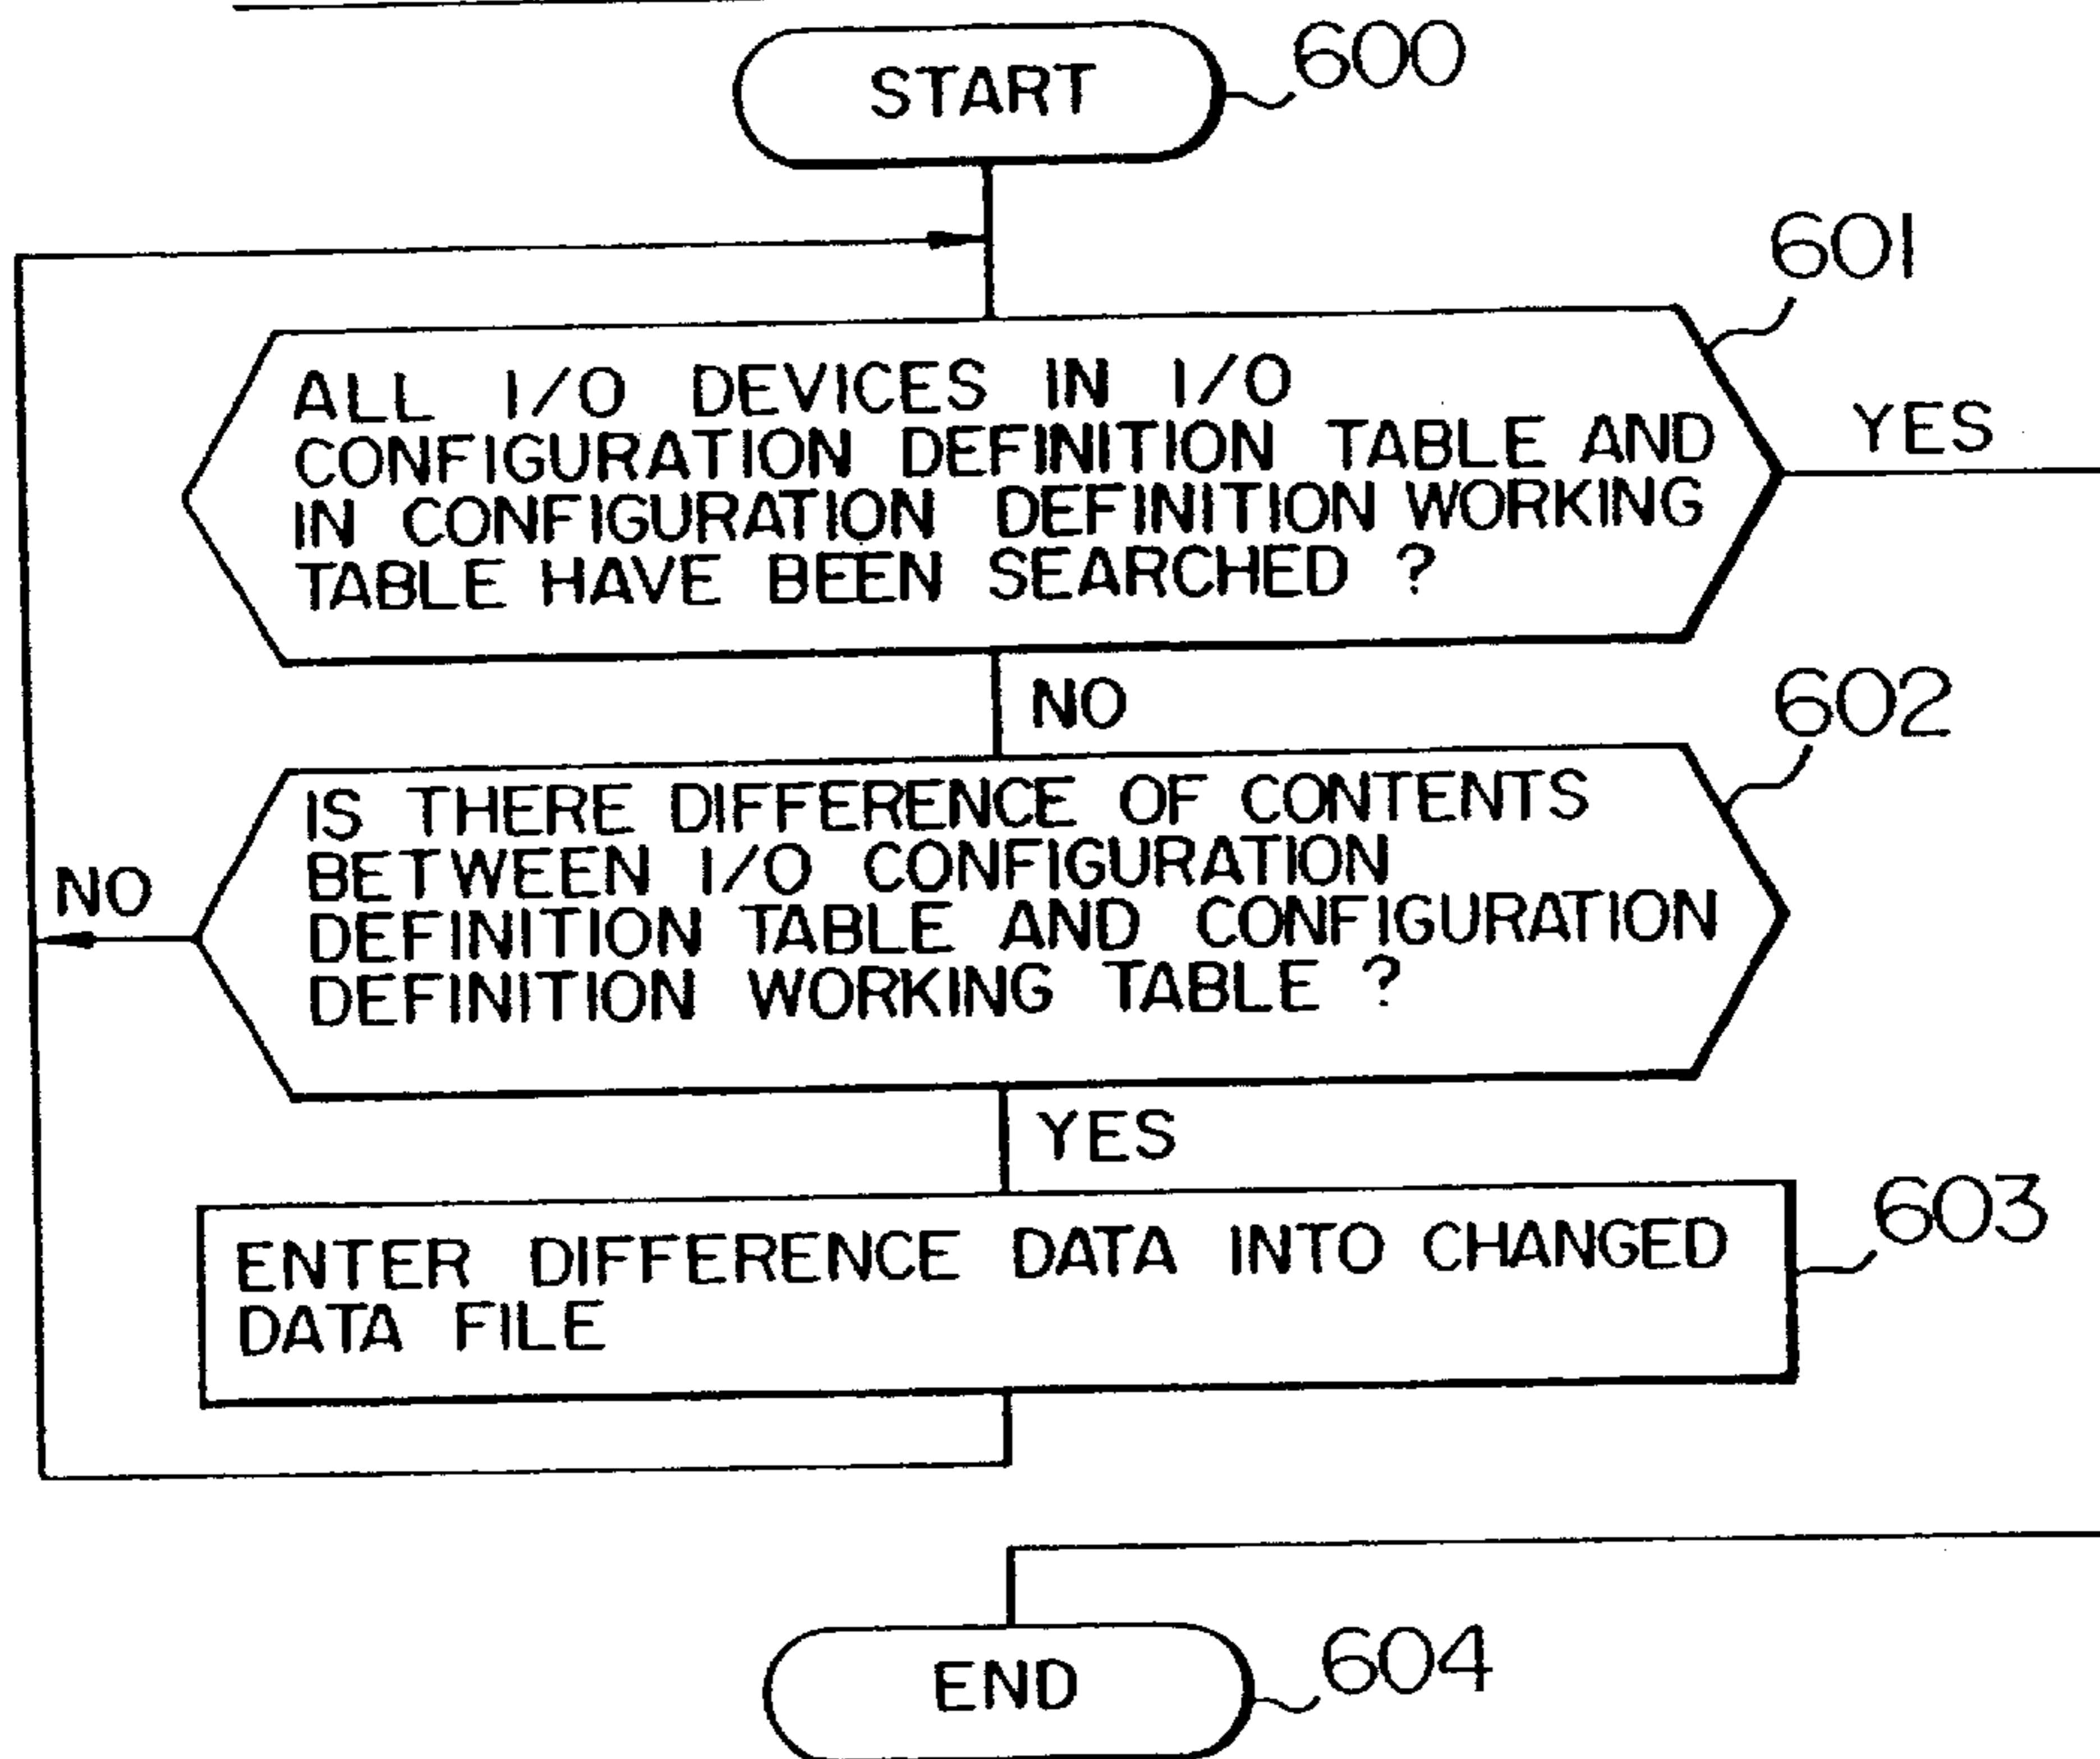 START
600
601
ALL I/O DEVICES IN I/O
CONFIGURATION DEFINITION TABLE AND
IN CONFIGURATION DEFINITION WORKING
TABLE HAVE BEEN SEARCHED ?
YES
NO
602
IS THERE DIFFERENCE OF CONTENTS
BETWEEN I/O CONFIGURATION
DEFINITION TABLE AND CONFIGURATION
DEFINITION WORKING TABLE ?
NO
YES
603
ENTER DIFFERENCE DATA INTO CHANGED
DATA FILE
END
604